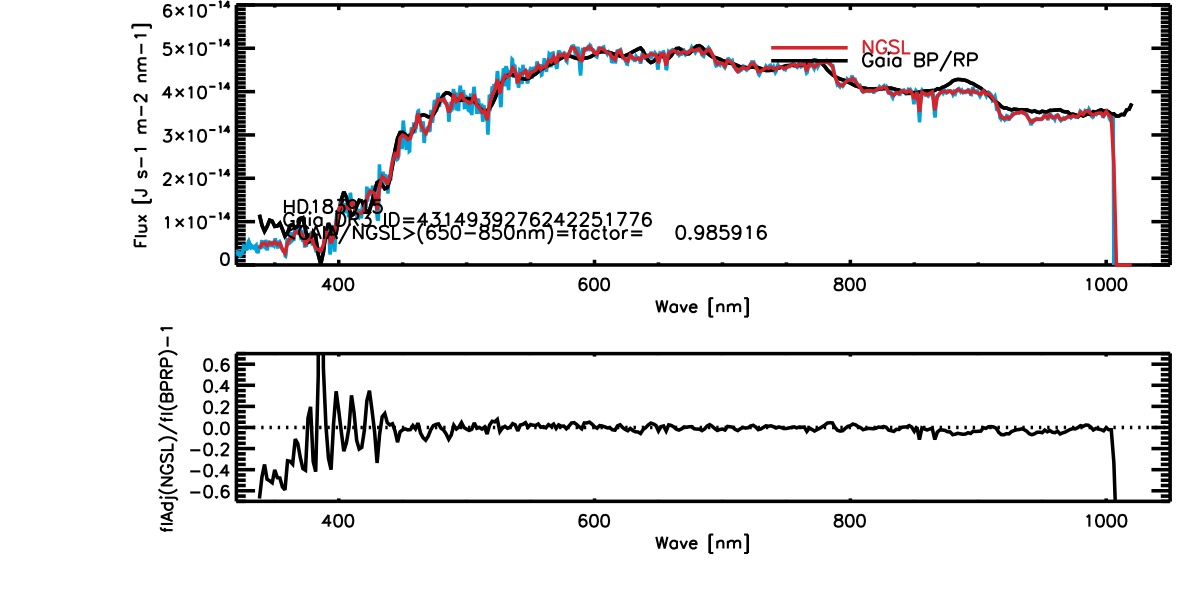 6×10−14
5×10−14
4×10−14
3×10−14
2×10−14
1×10−14
0
Flux [J s−1 m−2 nm−1]
NGSL
Gaia BP/RP
Gaia DR3 ID=4314939276242251776
/NGSL>(650−850nm)=factor= 0.985916
400 600 800 1000
Wave [nm]
0.6
0.4
0.2
0.0
−0.2
−0.4
−0.6
flAdj(NGSL)/fl(BPRP)−1
400 600 800 1000
Wave [nm]